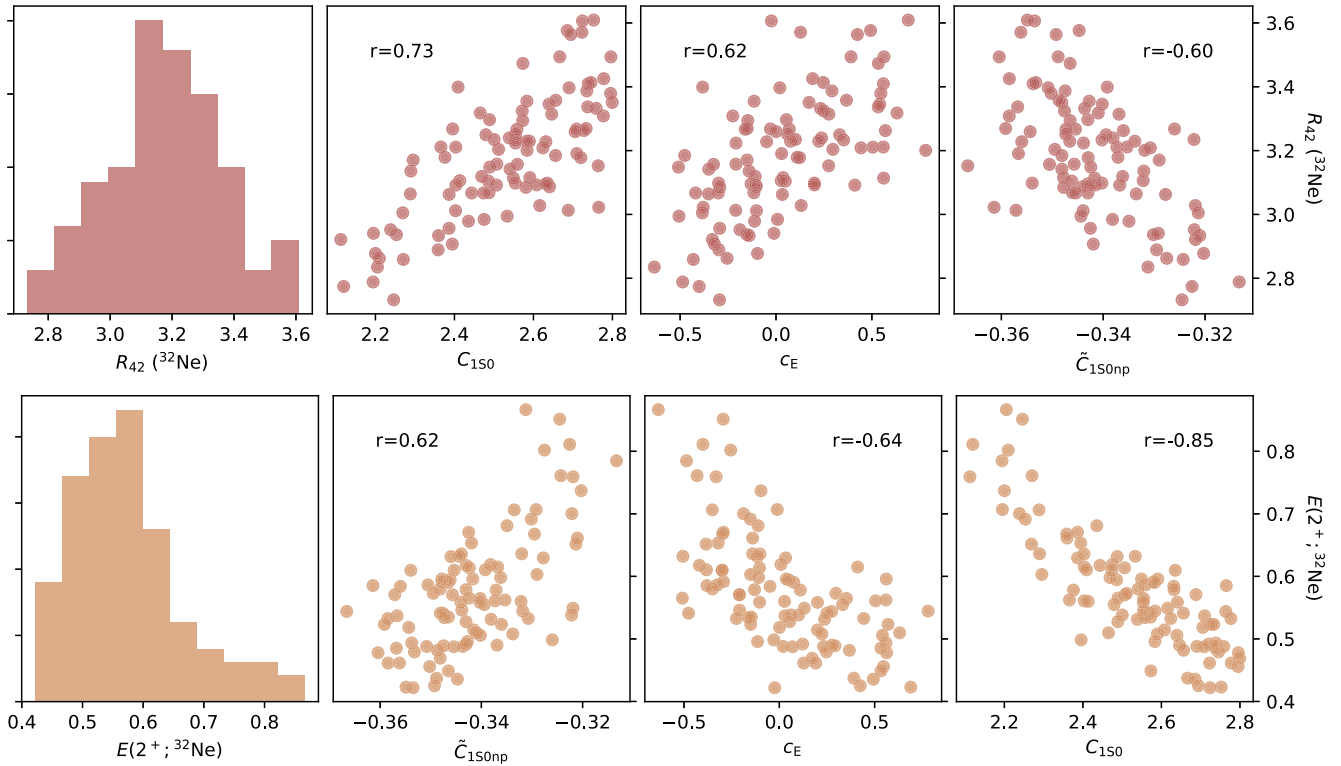 r=0.73
r=0.62
r=-0.60
3.6
3.4
3.2
3.0
2.8
R₄₂ (³²Ne)
2.8 3.0 3.2 3.4 3.6
R₄₂ (³²Ne)
2.2 2.4 2.6 2.8
C₁S0
−0.5 0.0 0.5
c_E
−0.36 −0.34 −0.32
C̃₁S0np
r=0.62
r=-0.64
r=-0.85
0.8
0.7
0.6
0.5
0.4
E(2⁺; ³²Ne)
0.4 0.5 0.6 0.7 0.8
E(2⁺; ³²Ne)
−0.36 −0.34 −0.32
C̃₁S0np
−0.5 0.0 0.5
c_E
2.2 2.4 2.6 2.8
C₁S0